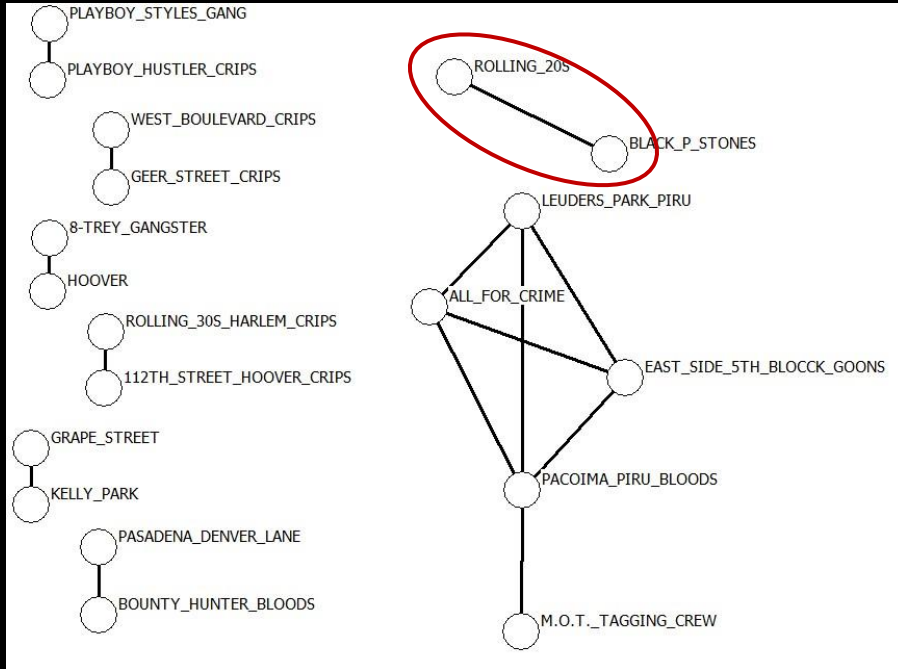 PLAYBOY_STYLES_GANG
PLAYBOY_HUSTLER_CRIPS
WEST_BOULEVARD_CRIPS
GEER_STREET_CRIPS
8-TREY_GANGSTER
HOOVER
ROLLING_30S_HARLEM_CRIPS
112TH_STREET_HOOVER_CRIPS
GRAPE_STREET
KELLY_PARK
PASADENA_DENVER_LANE
BOUNTY_HUNTER_BLOODS
ROLLING_20S
BLACK_P_STONES
LEUDERS_PARK_PIRU
ALL_FOR_CRIME
EAST_SIDE_5TH_BLOCCK_GOONS
PACOIMA_PIRU_BLOODS
M.O.T._TAGGING_CREW